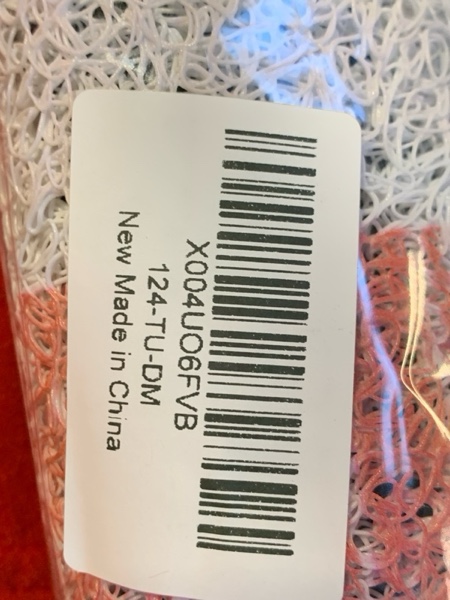 X004UO6FVB
124-TU-DM
New Made in China